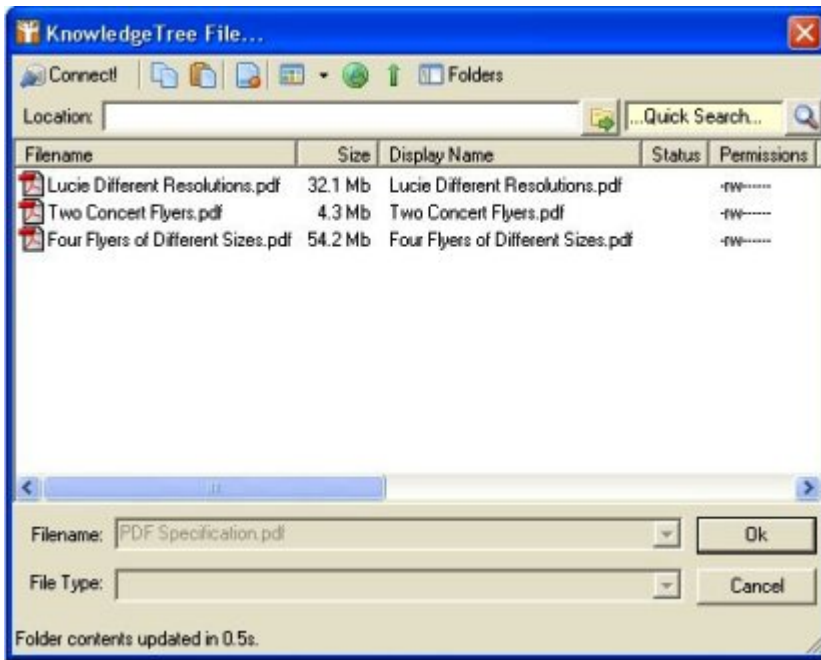 KnowledgeTree File...
Connect! Folders
Location: ...Quick Search...
Filename Size Display Name Status Permissions
Lucie Different Resolutions.pdf 32.1 Mb Lucie Different Resolutions.pdf -rw------
Two Concert Flyers.pdf 4.3 Mb Two Concert Flyers.pdf -rw------
Four Flyers of Different Sizes.pdf 54.2 Mb Four Flyers of Different Sizes.pdf -rw------
Filename: PDF Specification.pdf Ok
File Type: Cancel
Folder contents updated in 0.5s.